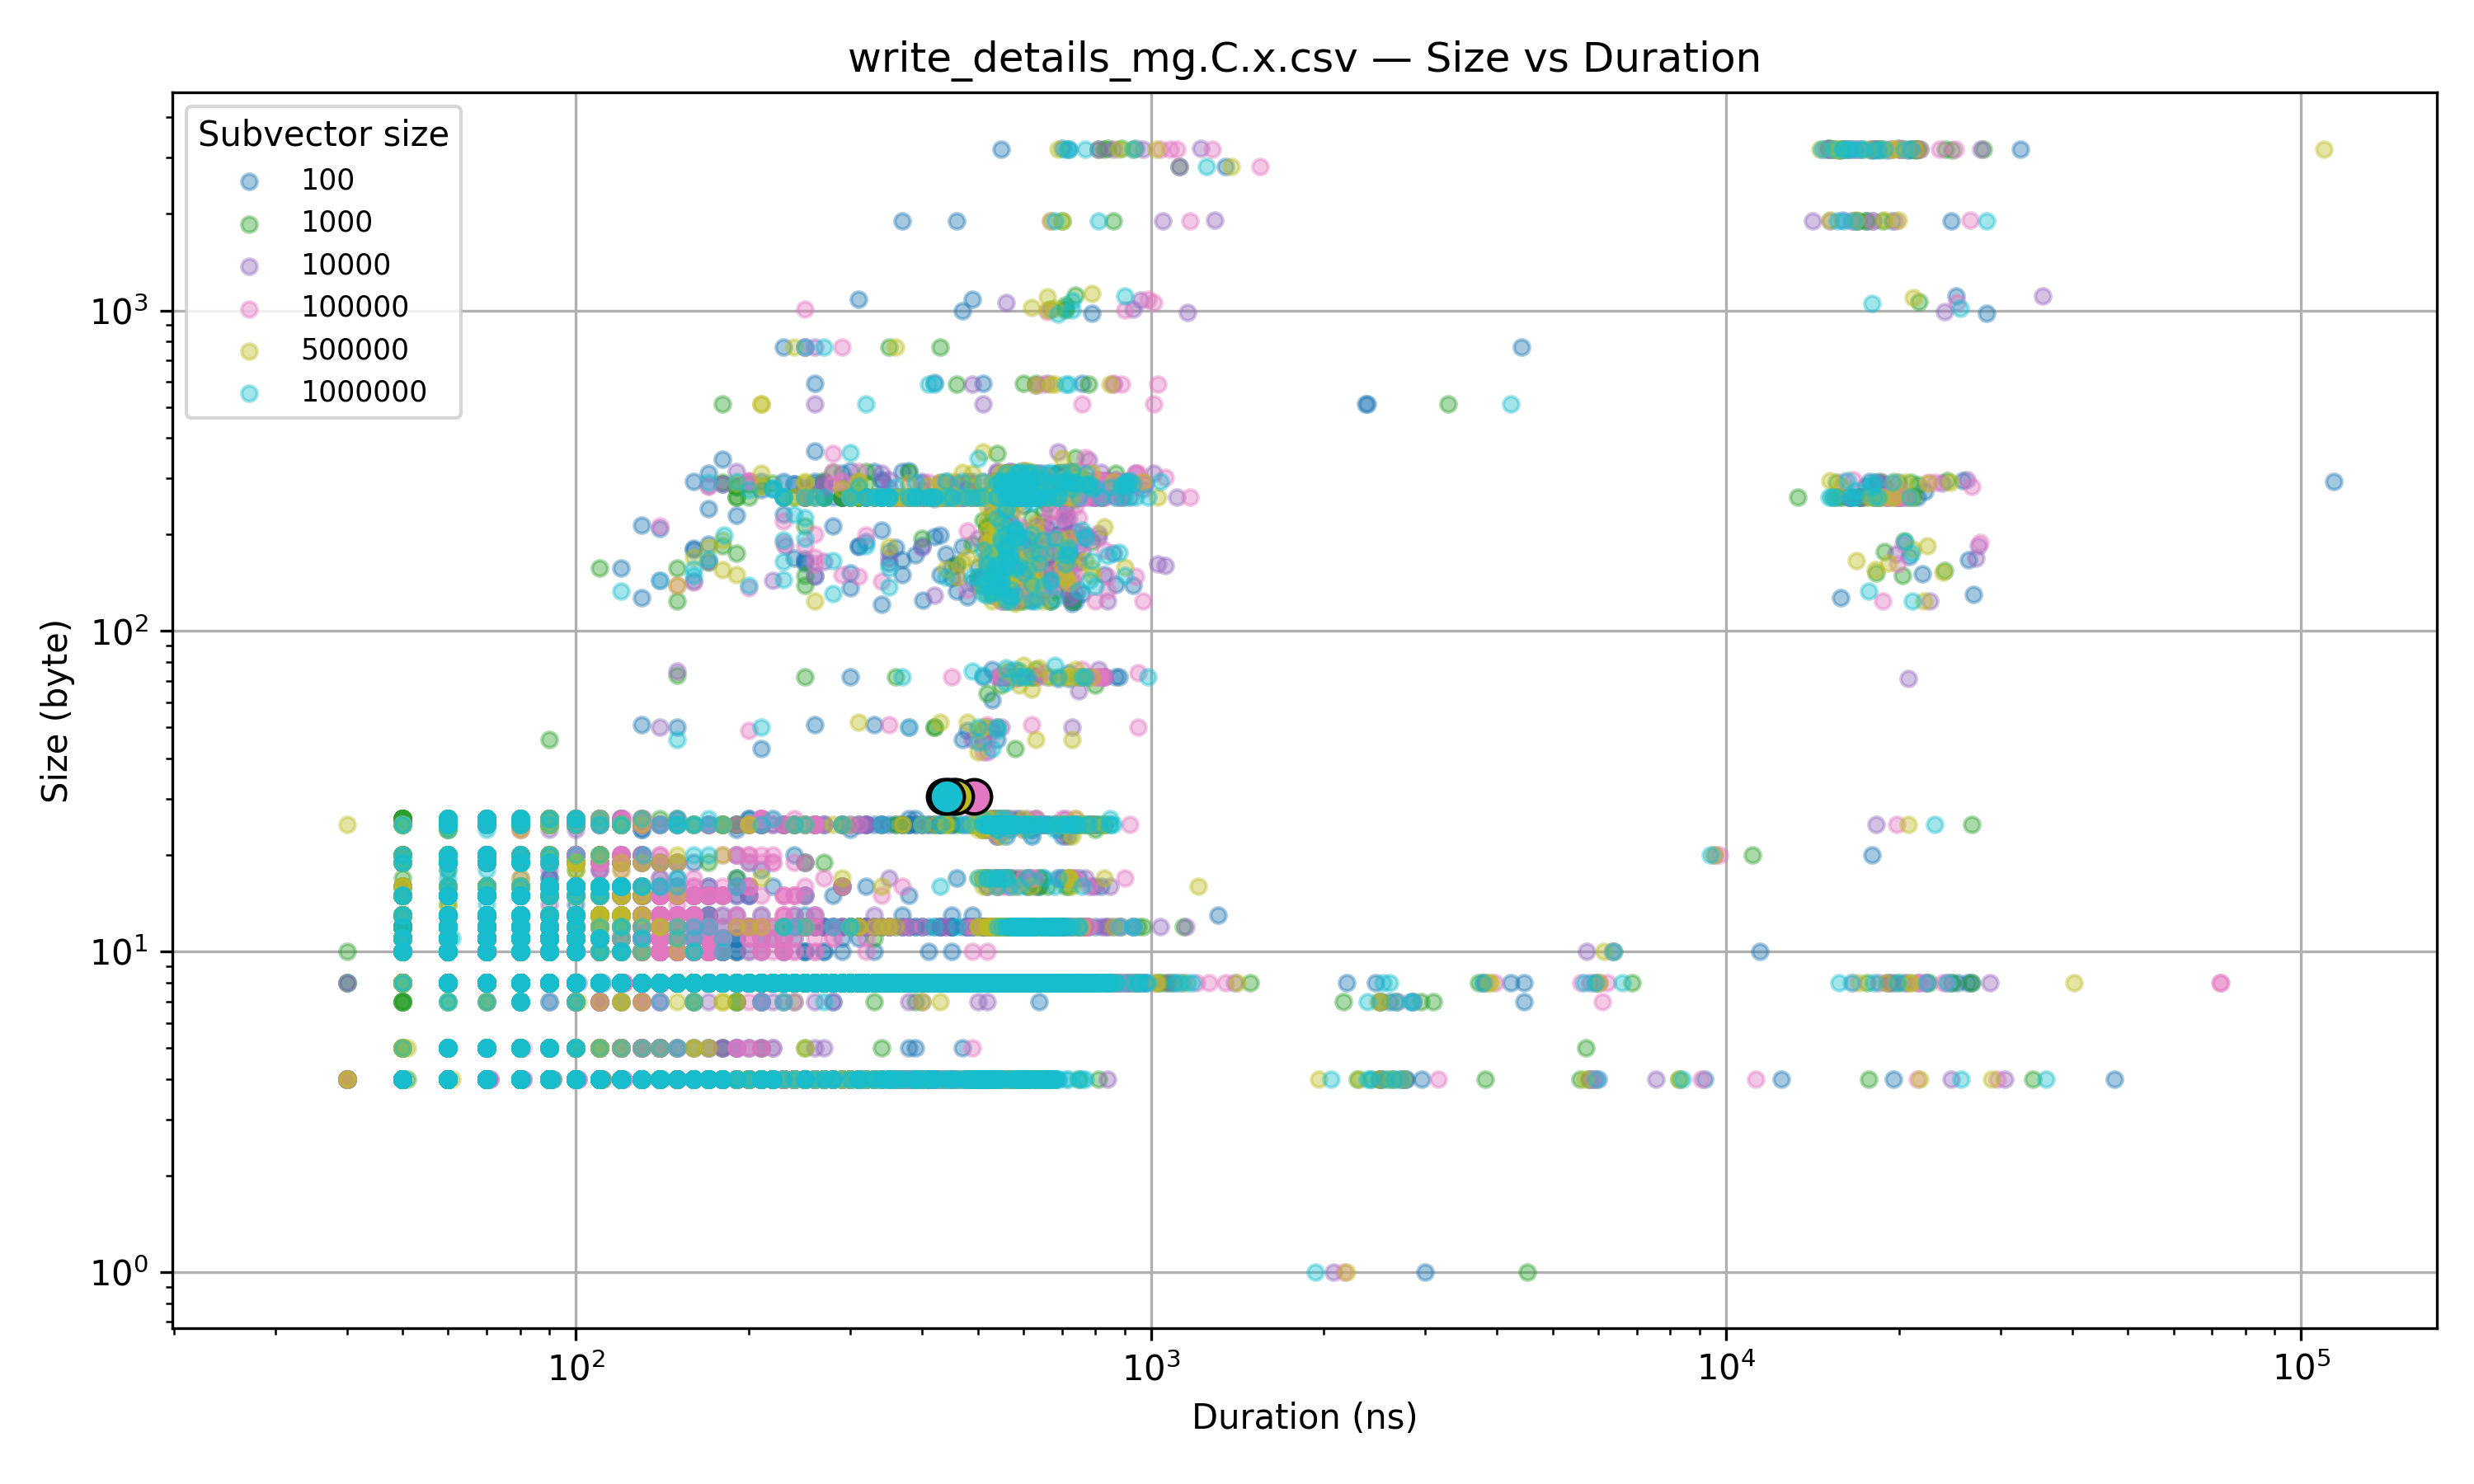 write_details_mg.C.x.csv — Size vs Duration
Subvector size
100
1000
10000
100000
500000
1000000
Size (byte)
10³
10²
10¹
10⁰
10² 10³ 10⁴ 10⁵
Duration (ns)